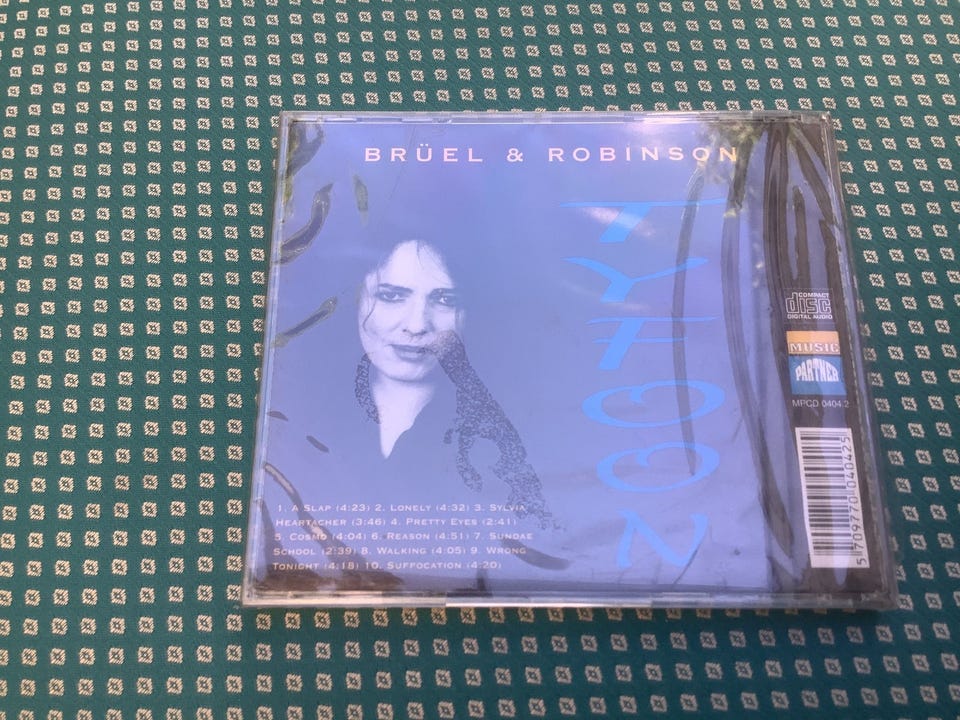 BRÜEL & ROBINSON
TYFOON
1. A SLAP (4:23) 2. LONELY (4:32) 3. SYLVIA
HEARTACHER (3:46) 4. PRETTY EYES (2:41)
5. COSMO (4:04) 6. REASON (4:51) 7. SUNDAE
SCHOOL (2:39) 8. WALKING (4:05) 9. WRONG
TONIGHT (4:18) 10. SUFFOCATION (4:20)
COMPACT
disc
DIGITAL AUDIO
MUSIC
PARTNER
MPCD 0404.2
5 709770 040425